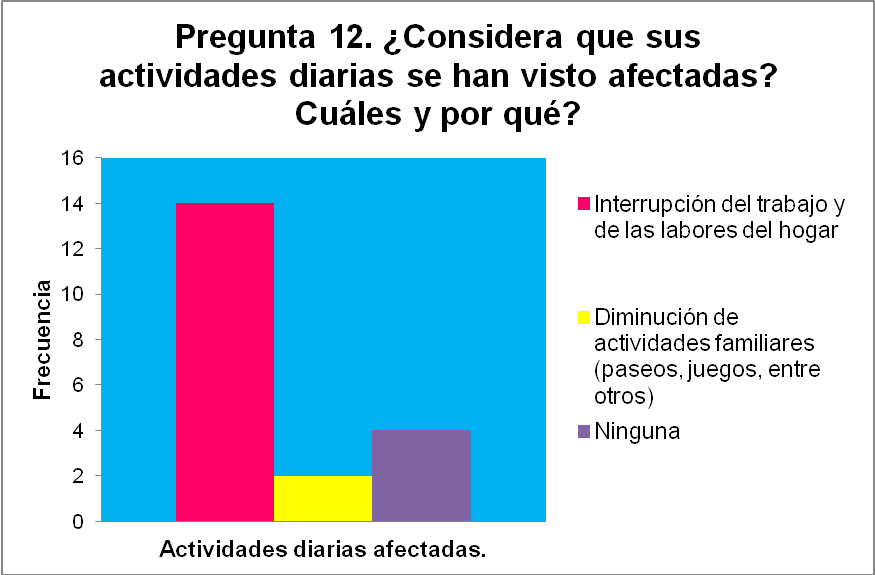 Pregunta 12. ¿Considera que sus
actividades diarias se han visto afectadas?
Cuáles y por qué?
16
14
12
10
8
6
4
2
0
Frecuencia
Actividades diarias afectadas.
Interrupción del trabajo y
de las labores del hogar
Diminución de
actividades familiares
(paseos, juegos, entre
otros)
Ninguna